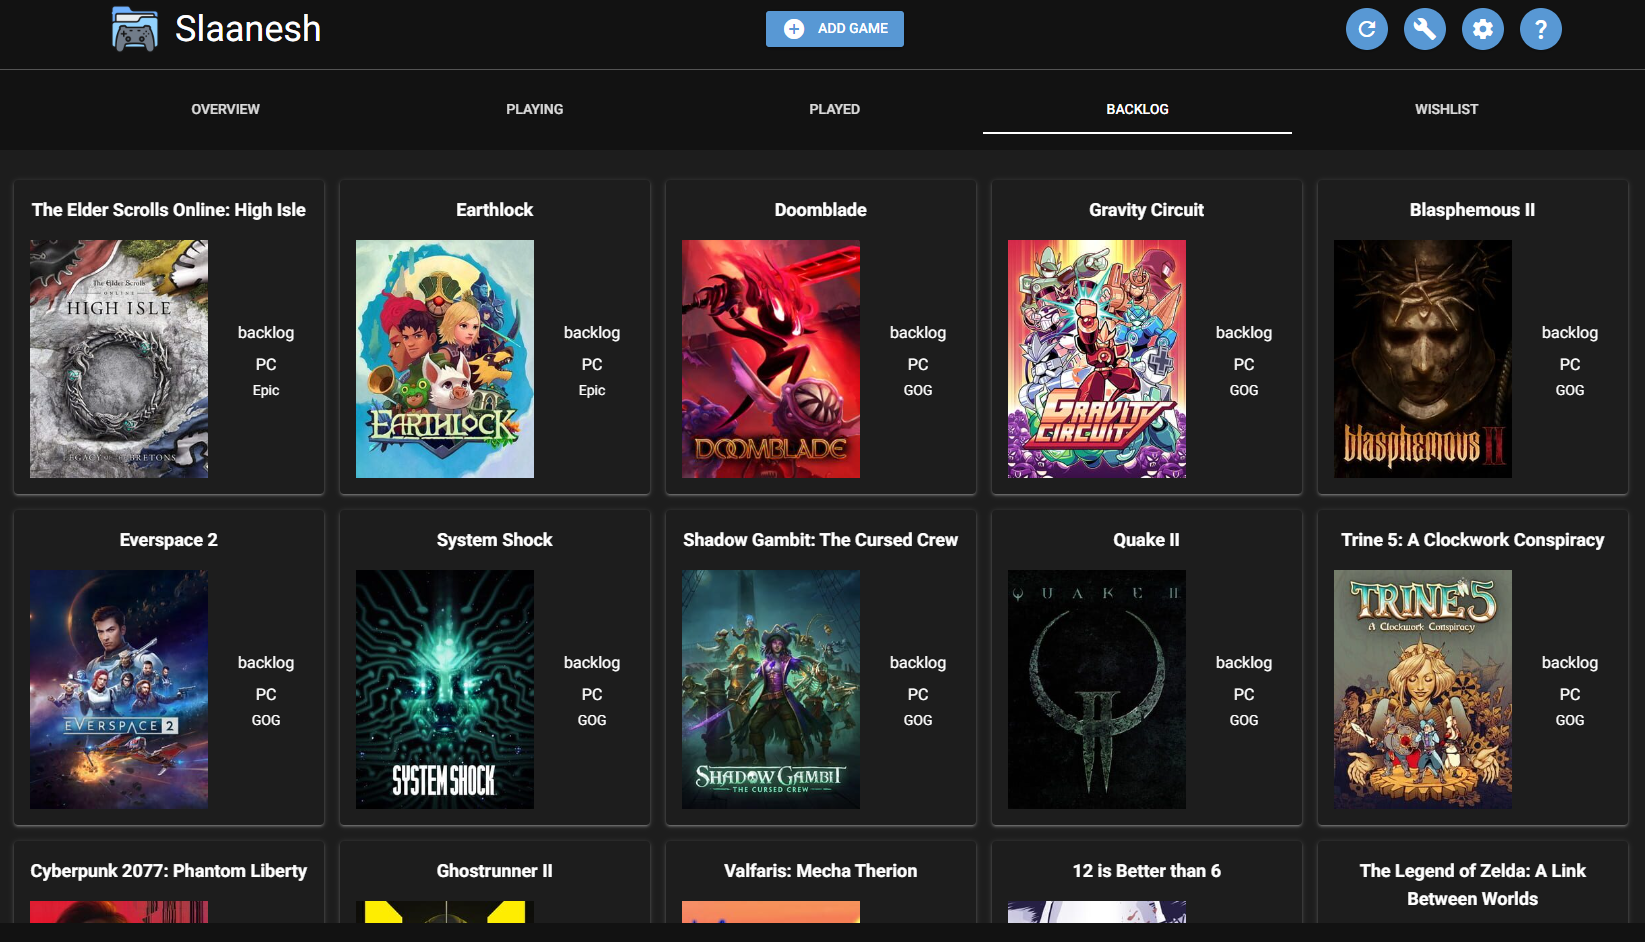 Slaanesh
ADD GAME
?
OVERVIEW
PLAYING
PLAYED
BACKLOG
WISHLIST
The Elder Scrolls Online: High Isle
The Elder Scrolls
ONLINE
HIGH ISLE
LEGACY OF THE BRETONS
backlog
PC
Epic
Earthlock
EARTHLOCK
backlog
PC
Epic
Doomblade
DOOMBLADE
backlog
PC
GOG
Gravity Circuit
GRAVITY
CIRCUIT
backlog
PC
GOG
Blasphemous II
blasphemous II
backlog
PC
GOG
Everspace 2
EVERSPACE 2
backlog
PC
GOG
System Shock
SYSTEM SHOCK
backlog
PC
GOG
Shadow Gambit: The Cursed Crew
SHADOW GAMBIT
THE CURSED CREW
backlog
PC
GOG
Quake II
QUAKE II
backlog
PC
GOG
Trine 5: A Clockwork Conspiracy
TRINE 5
A Clockwork Conspiracy
backlog
PC
GOG
Cyberpunk 2077: Phantom Liberty
Ghostrunner II
Valfaris: Mecha Therion
12 is Better than 6
The Legend of Zelda: A Link
Between Worlds